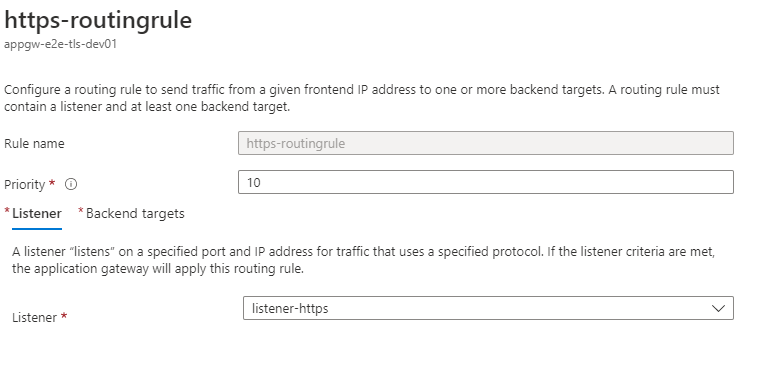 https-routingrule
appgw-e2e-tls-dev01
Configure a routing rule to send traffic from a given frontend IP address to one or more backend targets. A routing rule must
contain a listener and at least one backend target.
Rule name
https-routingrule
Priority *
10
* Listener * Backend targets
A listener “listens” on a specified port and IP address for traffic that uses a specified protocol. If the listener criteria are met,
the application gateway will apply this routing rule.
Listener *
listener-https